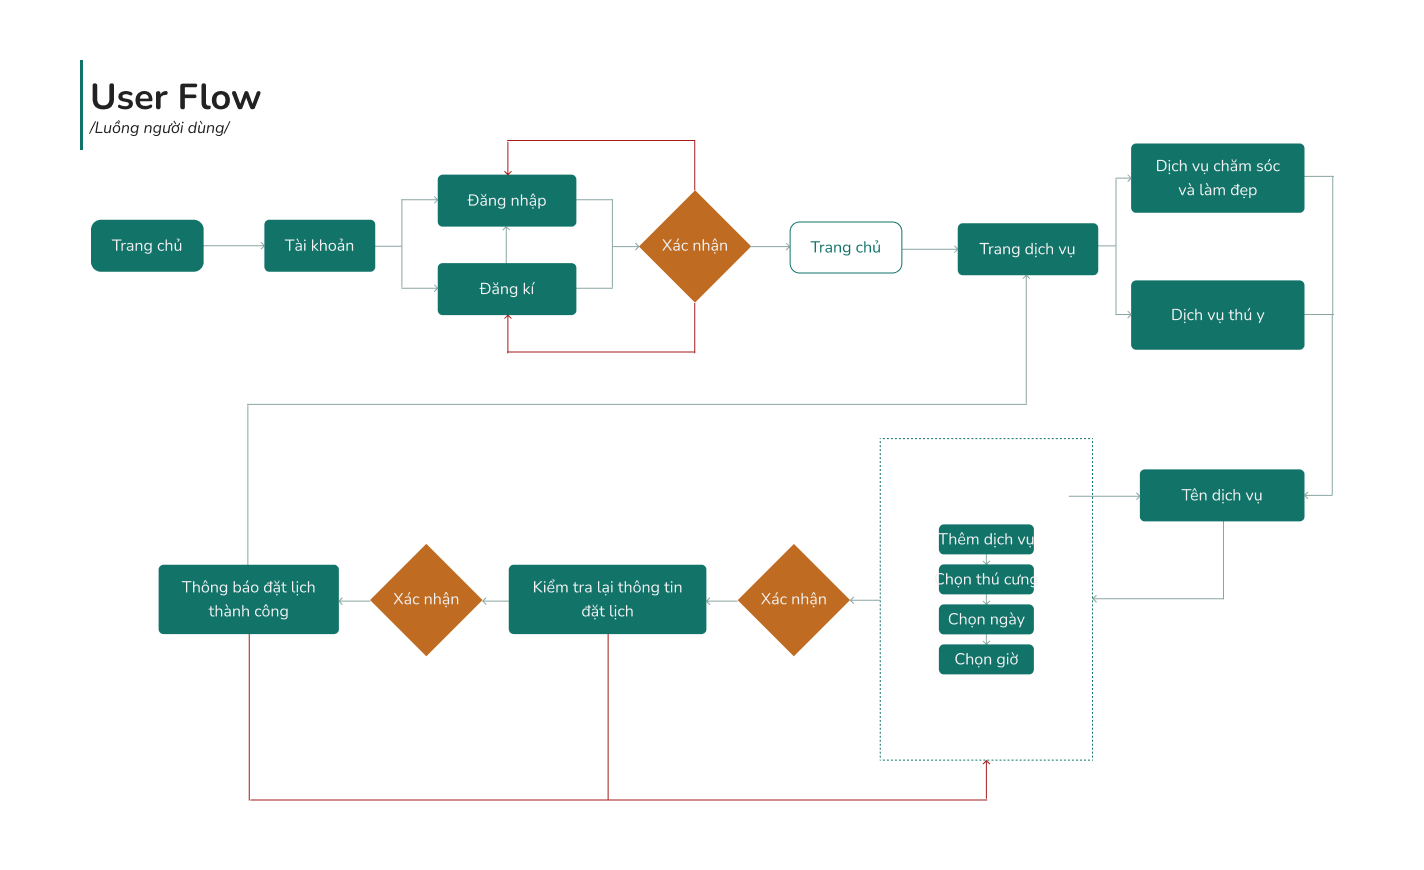 User Flow
/Luồng người dùng/
Trang chủ
Tài khoản
Đăng nhập
Đăng kí
Xác nhận
Trang chủ
Trang dịch vụ
Dịch vụ chăm sóc
và làm đẹp
Dịch vụ thú y
Tên dịch vụ
Thêm dịch vụ
Chọn thú cưng
Chọn ngày
Chọn giờ
Xác nhận
Kiểm tra lại thông tin
đặt lịch
Xác nhận
Thông báo đặt lịch
thành công